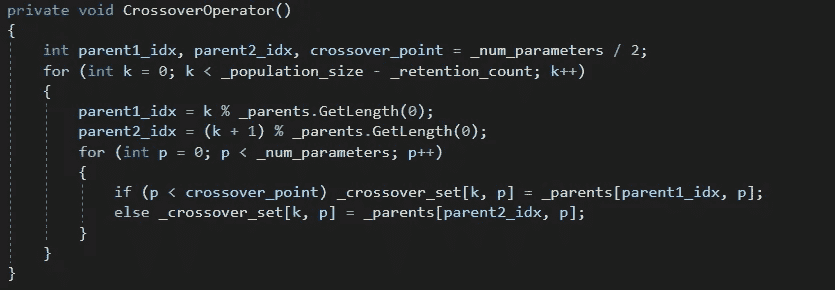 private void CrossoverOperator()
{
    int parent1_idx, parent2_idx, crossover_point = _num_parameters / 2;
    for (int k = 0; k < _population_size - _retention_count; k++)
    {
        parent1_idx = k % _parents.GetLength(0);
        parent2_idx = (k + 1) % _parents.GetLength(0);
        for (int p = 0; p < _num_parameters; p++)
        {
            if (p < crossover_point) _crossover_set[k, p] = _parents[parent1_idx, p];
            else _crossover_set[k, p] = _parents[parent2_idx, p];
        }
    }
}